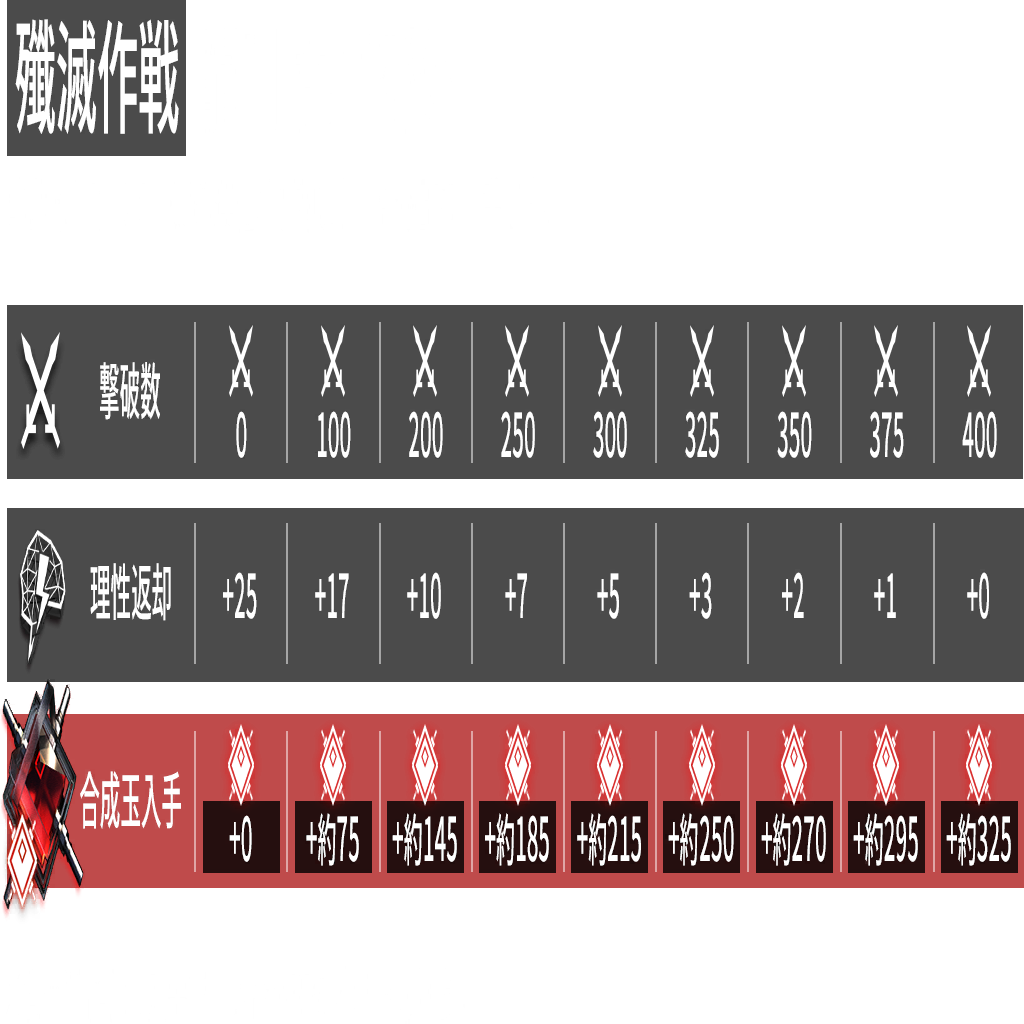 殲滅作戦
撃破数 0 100 200 250 300 325 350 375 400
理性返却 +25 +17 +10 +7 +5 +3 +2 +1 +0
合成玉入手 +0 +約75 +約145 +約185 +約215 +約250 +約270 +約295 +約325